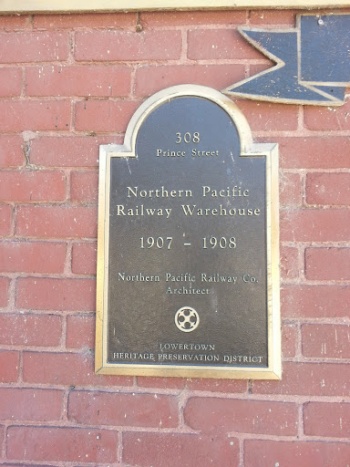 308
Prince Street
Northern Pacific
Railway Warehouse
1907 - 1908
Northern Pacific Railway Co.
Architect
LOWERTOWN
HERITAGE PRESERVATION DISTRICT